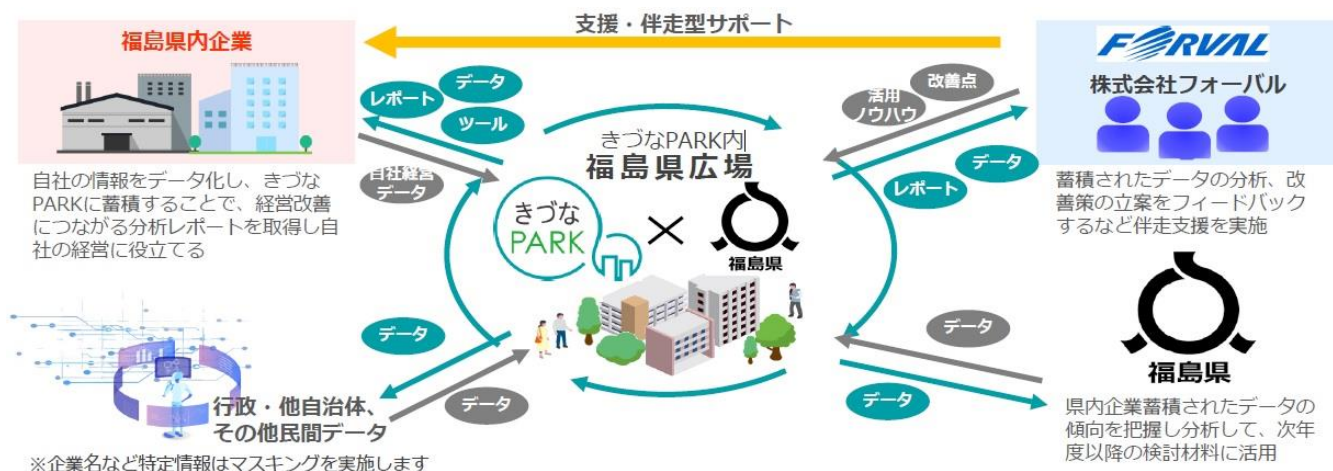 支援・伴走型サポート
福島県内企業
FORVAL
株式会社フォーバル
データ
レポート
ツール
自社経営
データ
改善点
活用
ノウハウ
データ
レポート
きづなPARK内
福島県広場
きづな
PARK
×
福島県
自社の情報をデータ化し、きづな
PARKに蓄積することで、経営改善
につながる分析レポートを取得し自
社の経営に役立てる
蓄積されたデータの分析、改
善策の立案をフィードバック
するなど伴走支援を実施
データ
データ
データ
データ
行政・他自治体、
その他民間データ
※企業名など特定情報はマスキングを実施します
福島県
県内企業蓄積されたデータの
傾向を把握し分析して、次年
度以降の検討材料に活用